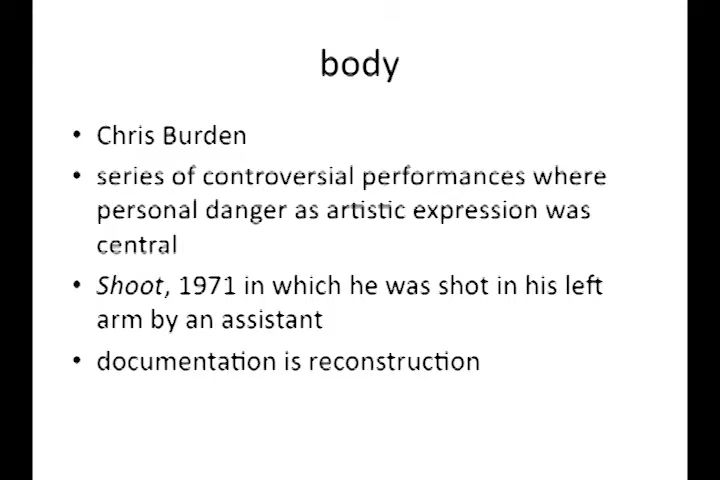 body
• Chris Burden
• series of controversial performances where
personal danger as artistic expression was
central
• Shoot, 1971 in which he was shot in his left
arm by an assistant
• documentation is reconstruction